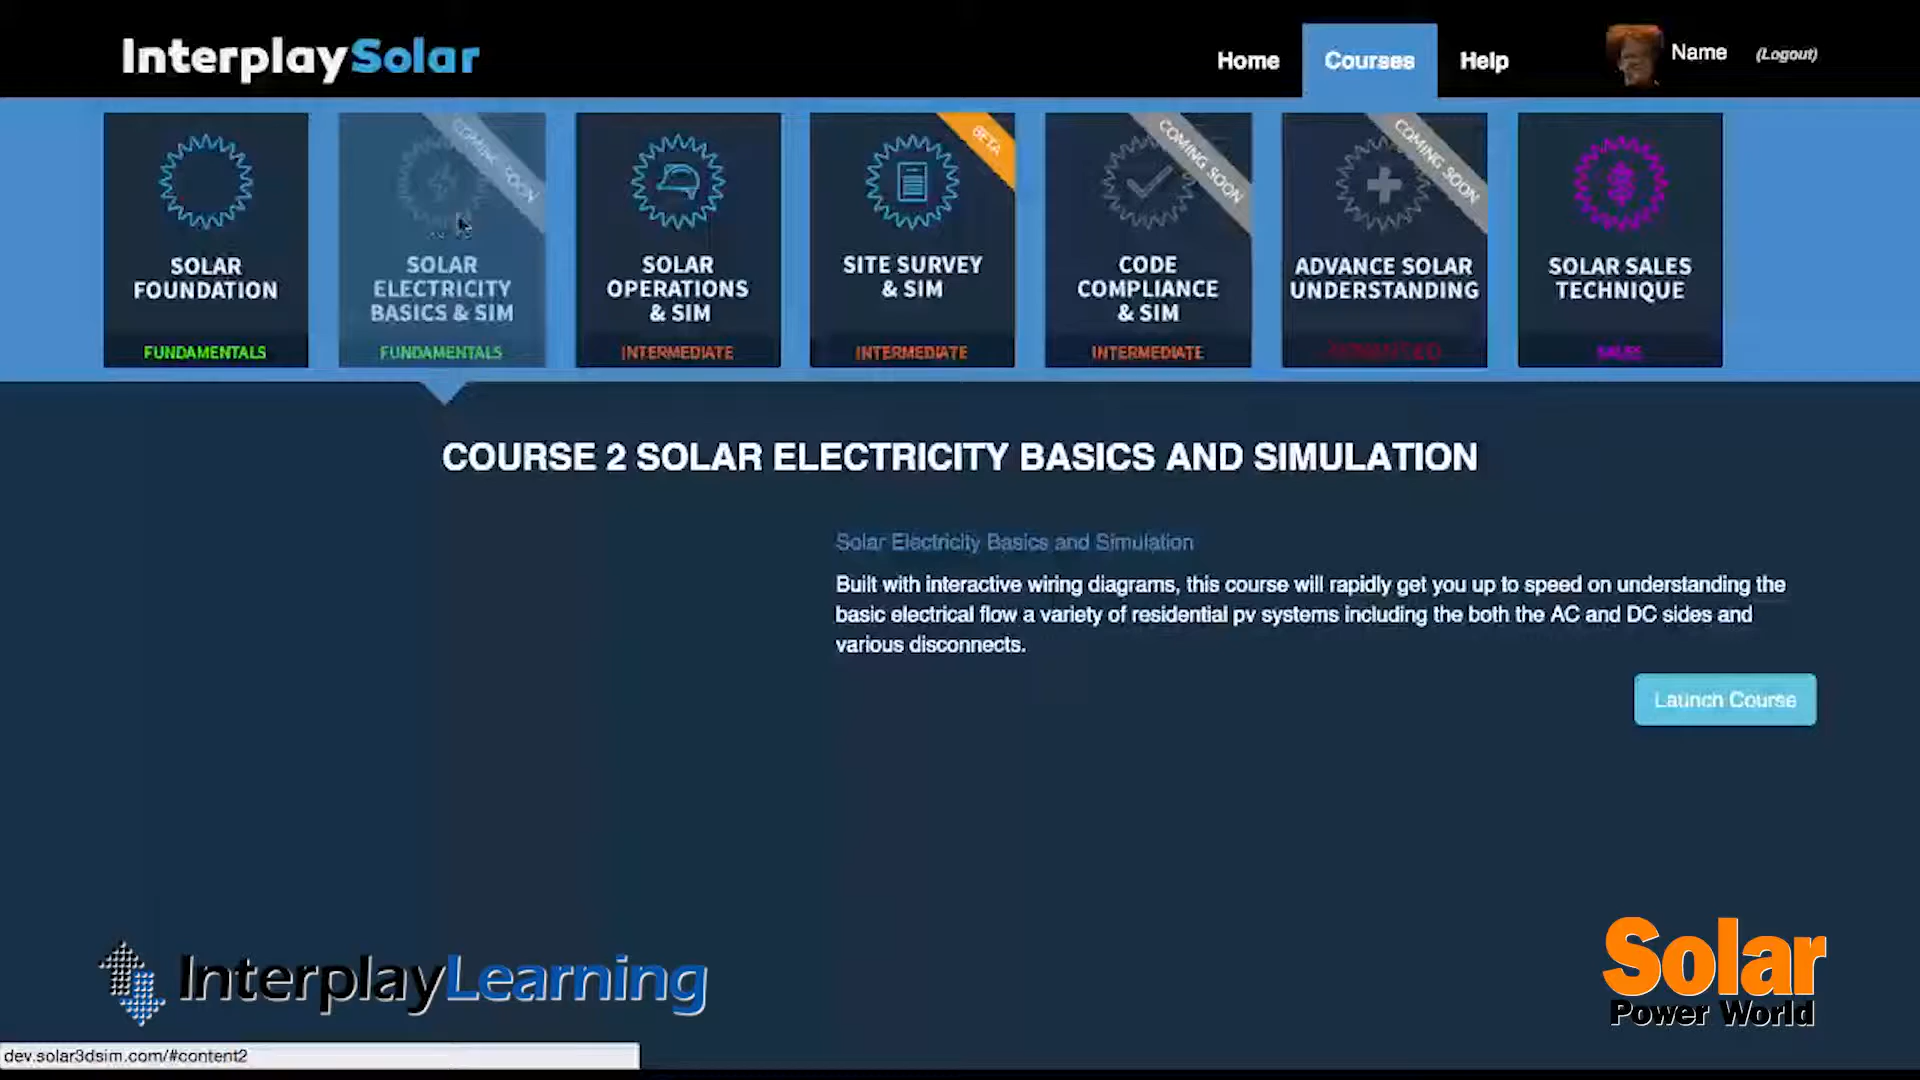 InterplaySolar
Home
Courses
Help
Name
(Logout)
COMING SOON
SOLAR
ELECTRICITY
BASICS & SIM
FUNDAMENTALS
SOLAR
FOUNDATION
FUNDAMENTALS
SOLAR
OPERATIONS
& SIM
INTERMEDIATE
BETA
SITE SURVEY
& SIM
INTERMEDIATE
COMING SOON
CODE
COMPLIANCE
& SIM
INTERMEDIATE
COMING SOON
ADVANCE SOLAR
UNDERSTANDING
ADVANCED
SOLAR SALES
TECHNIQUE
SALES
COURSE 2 SOLAR ELECTRICITY BASICS AND SIMULATION
Solar Electricity Basics and Simulation
Built with interactive wiring diagrams, this course will rapidly get you up to speed on understanding the
basic electrical flow a variety of residential pv systems including the both the AC and DC sides and
various disconnects.
Launch Course
InterplayLearning
Solar
Power World
dev.solar3dsim.com/#content2